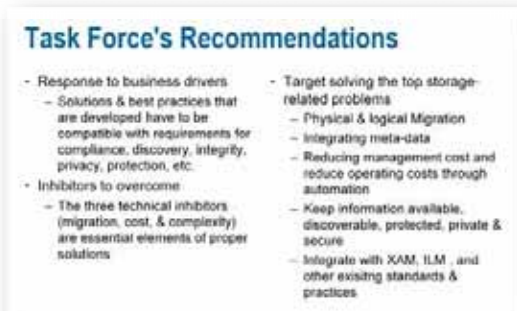 Task Force's Recommendations
- Response to business drivers
– Solutions & best practices that
are developed have to be
compatible with requirements for
compliance, discovery, integrity,
privacy, protection, etc.
- Inhibitors to overcome
– The three technical inhibitors
(migration, cost, & complexity)
are essential elements of proper
solutions
- Target solving the top storage-
related problems
– Physical & logical Migration
– Integrating meta-data
– Reducing management cost and
reduce operating costs through
automation
– Keep information available,
discoverable, protected, private &
secure
– Integrate with XAM, ILM , and
other exisitng standards &
practices